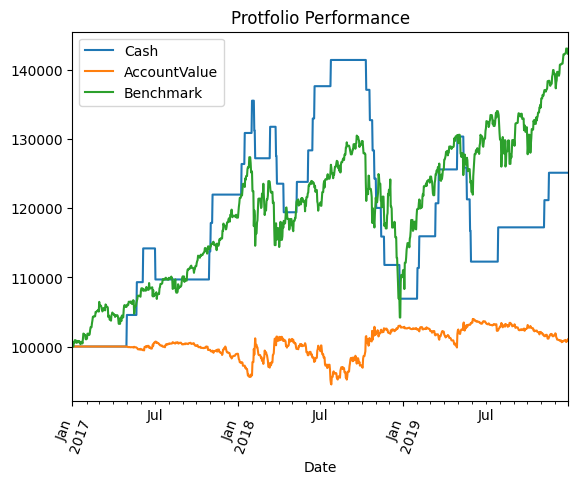 Protfolio Performance
Cash
AccountValue
Benchmark
140000
130000
120000
110000
100000
Jan
2017
Jul
Jan
2018
Jul
Jan
2019
Jul
Date